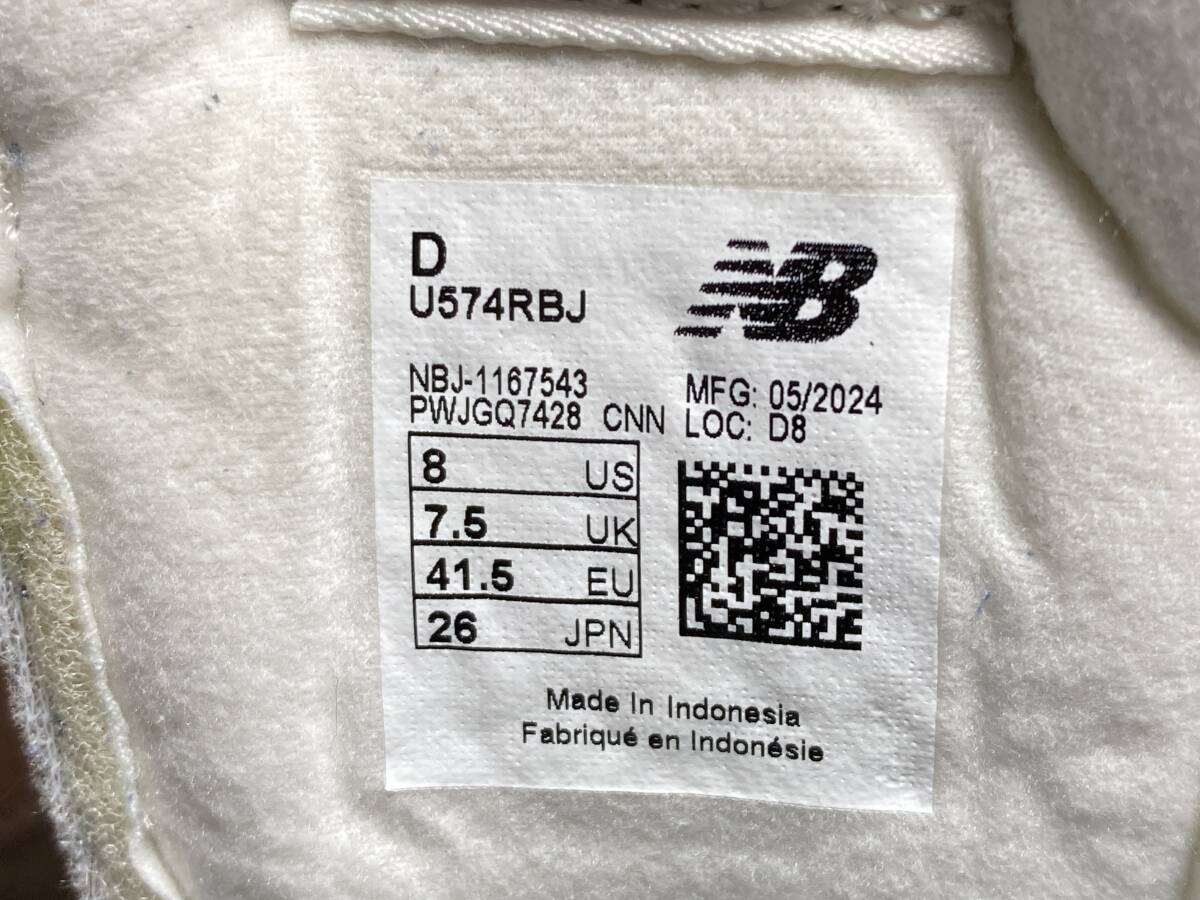 D
U574RBJ
NB
NBJ-1167543
PWJGQ7428 CNN
MFG: 05/2024
LOC: D8
8 US
7.5 UK
41.5 EU
26 JPN
Made In Indonesia
Fabriqué en Indonésie